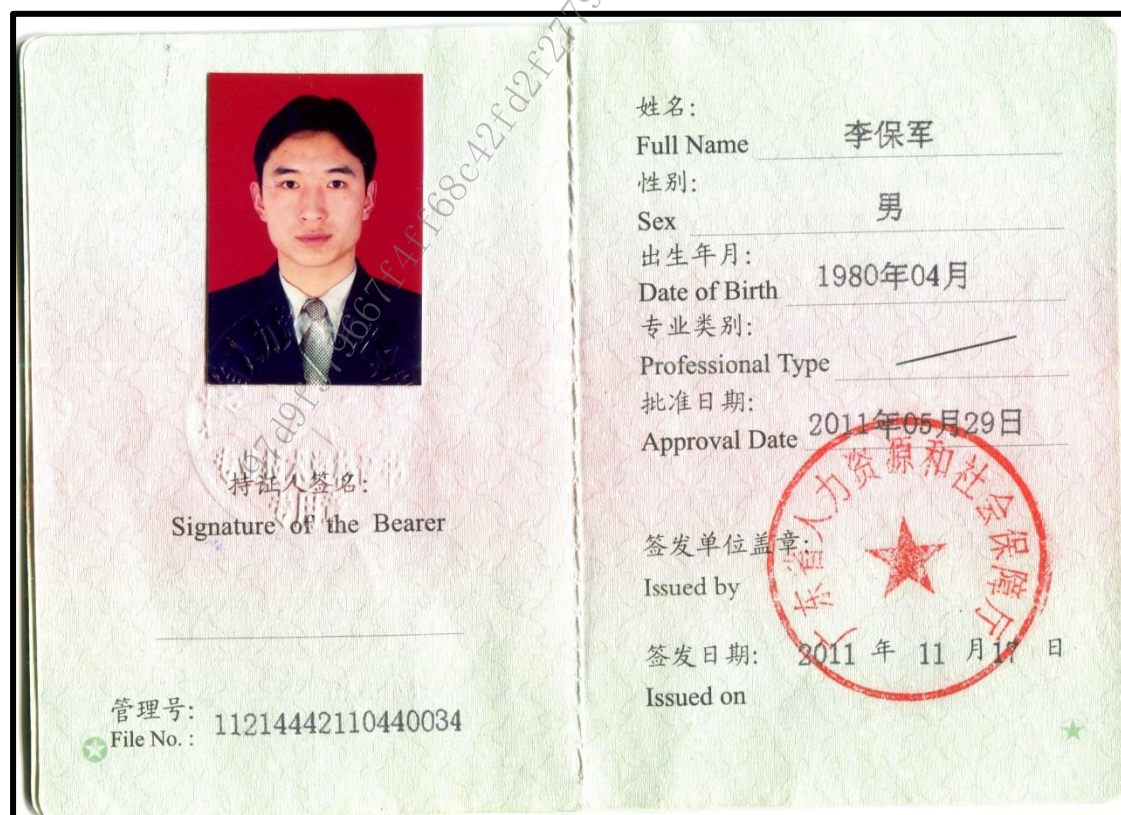 持证人签名:
Signature of the Bearer
管理号:
File No. :
11214442110440034
姓名:
Full Name
李保军
性别:
Sex
男
出生年月:
Date of Birth
1980年04月
专业类别:
Professional Type
批准日期:
Approval Date
2011年05月29日
签发单位盖章:
Issued by
广东省人力资源和社会保障厅
签发日期:
2011 年 11 月 17 日
Issued on